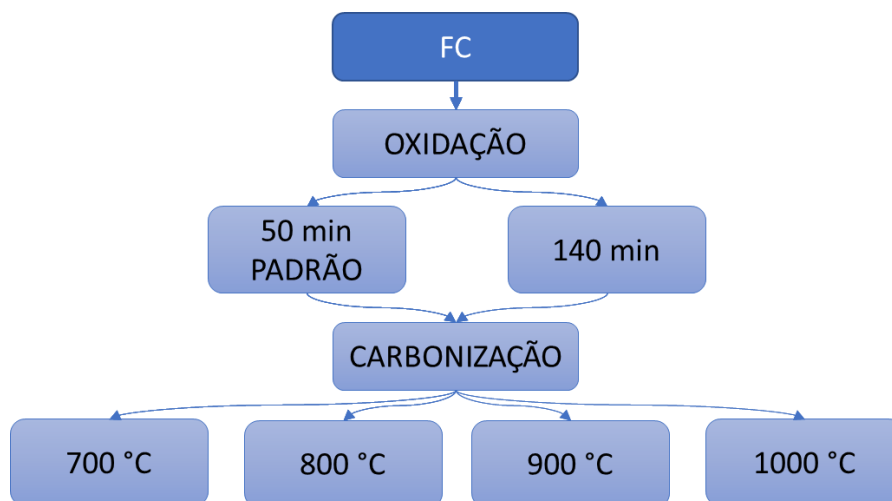 FC
OXIDAÇÃO
50 min
PADRÃO
140 min
CARBONIZAÇÃO
700 °C
800 °C
900 °C
1000 °C